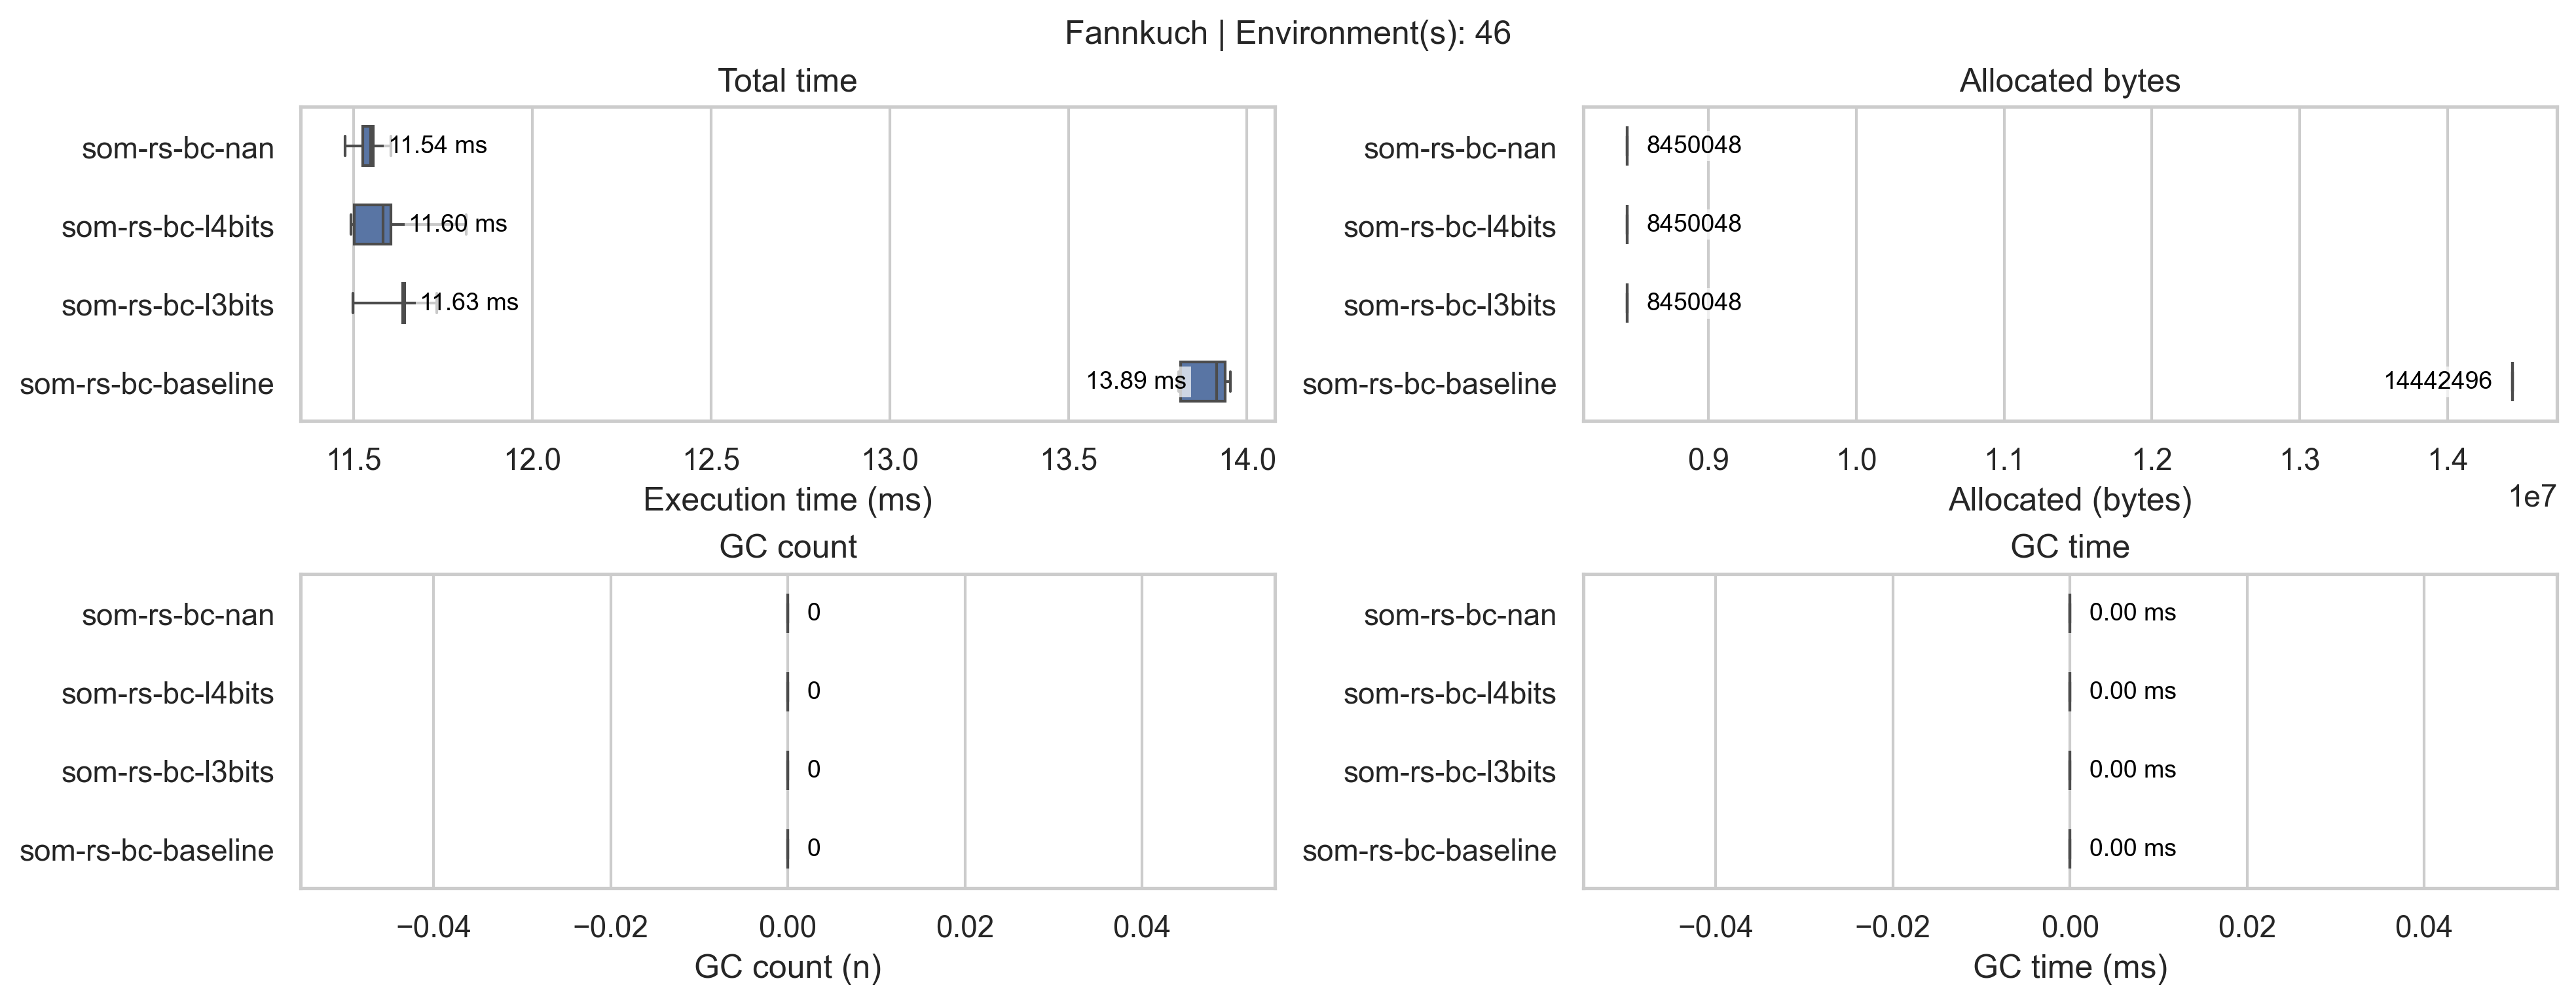 Fannkuch | Environment(s): 46
Total time
som-rs-bc-nan
11.54 ms
som-rs-bc-l4bits
11.60 ms
som-rs-bc-l3bits
11.63 ms
som-rs-bc-baseline
13.89 ms
11.5 12.0 12.5 13.0 13.5 14.0
Execution time (ms)
Allocated bytes
som-rs-bc-nan
8450048
som-rs-bc-l4bits
8450048
som-rs-bc-l3bits
8450048
som-rs-bc-baseline
14442496
0.9 1.0 1.1 1.2 1.3 1.4
1e7
Allocated (bytes)
GC count
som-rs-bc-nan
0
som-rs-bc-l4bits
0
som-rs-bc-l3bits
0
som-rs-bc-baseline
0
−0.04 −0.02 0.00 0.02 0.04
GC count (n)
GC time
som-rs-bc-nan
0.00 ms
som-rs-bc-l4bits
0.00 ms
som-rs-bc-l3bits
0.00 ms
som-rs-bc-baseline
0.00 ms
−0.04 −0.02 0.00 0.02 0.04
GC time (ms)